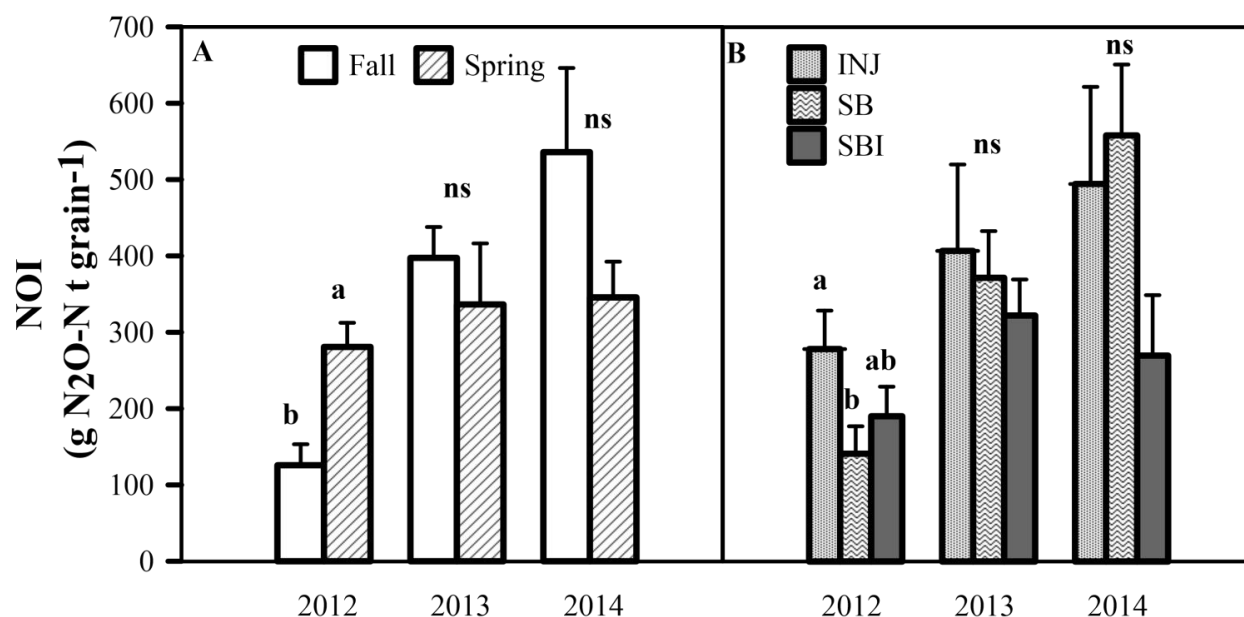 NOI
(g N2O-N t grain-1)
700
600
500
400
300
200
100
0
A
Fall
Spring
b
a
ns
ns
2012
2013
2014
B
INJ
SB
SBI
a
b
ab
ns
ns
2012
2013
2014